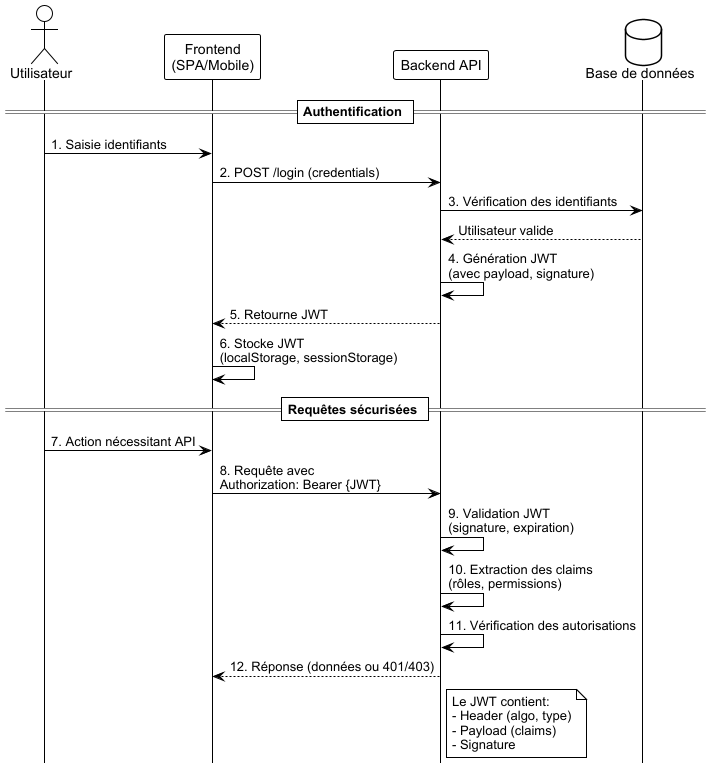 Utilisateur
Frontend
(SPA/Mobile)
Backend API
Base de données
Authentification
1. Saisie identifiants
2. POST /login (credentials)
3. Vérification des identifiants
Utilisateur valide
4. Génération JWT
(avec payload, signature)
5. Retourne JWT
6. Stocke JWT
(localStorage, sessionStorage)
Requêtes sécurisées
7. Action nécessitant API
8. Requête avec
Authorization: Bearer {JWT}
9. Validation JWT
(signature, expiration)
10. Extraction des claims
(rôles, permissions)
11. Vérification des autorisations
12. Réponse (données ou 401/403)
Le JWT contient:
- Header (algo, type)
- Payload (claims)
- Signature